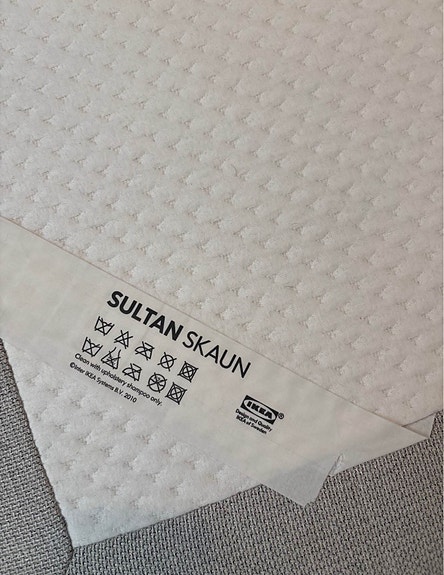 SULTAN SKAUN
Clean with upholstery shampoo only.
©Inter IKEA Systems B.V. 2010
IKEA®
Design and Quality
IKEA of Sweden